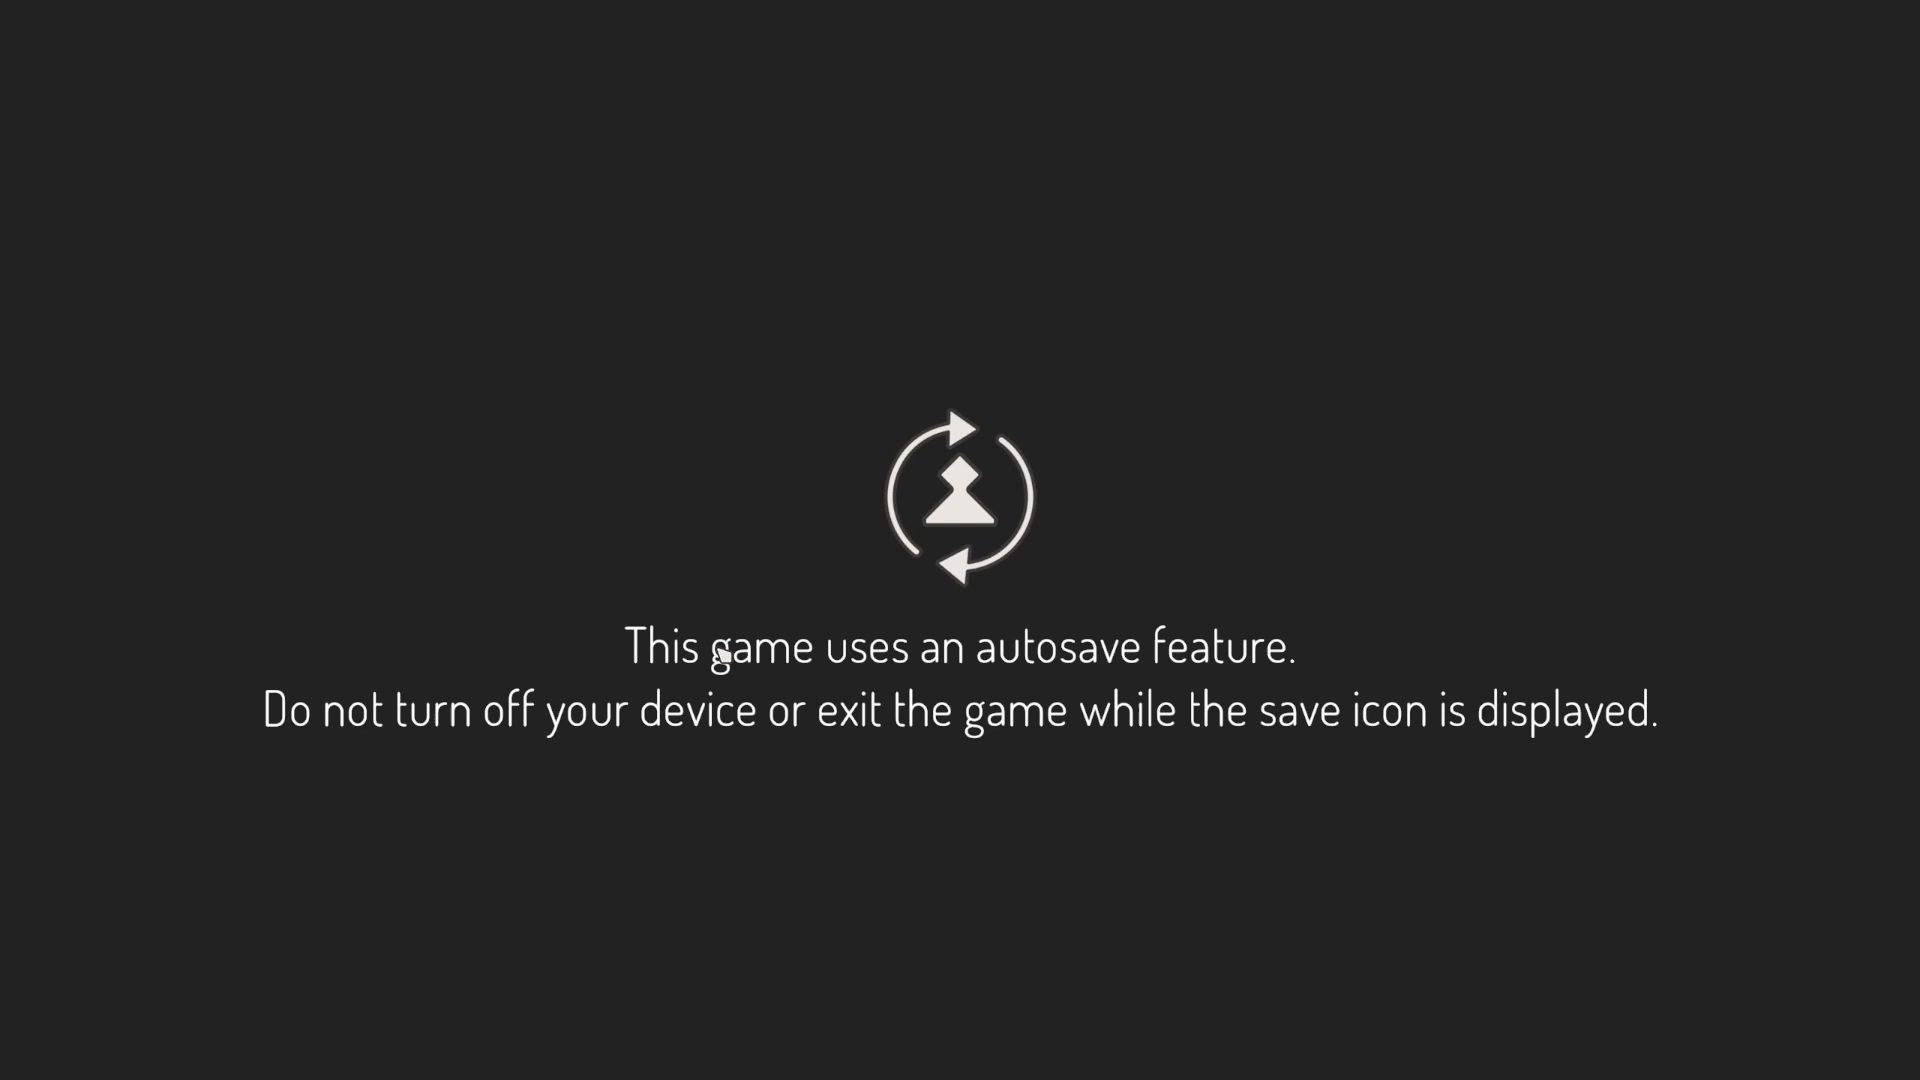 This game uses an autosave feature.
Do not turn off your device or exit the game while the save icon is displayed.